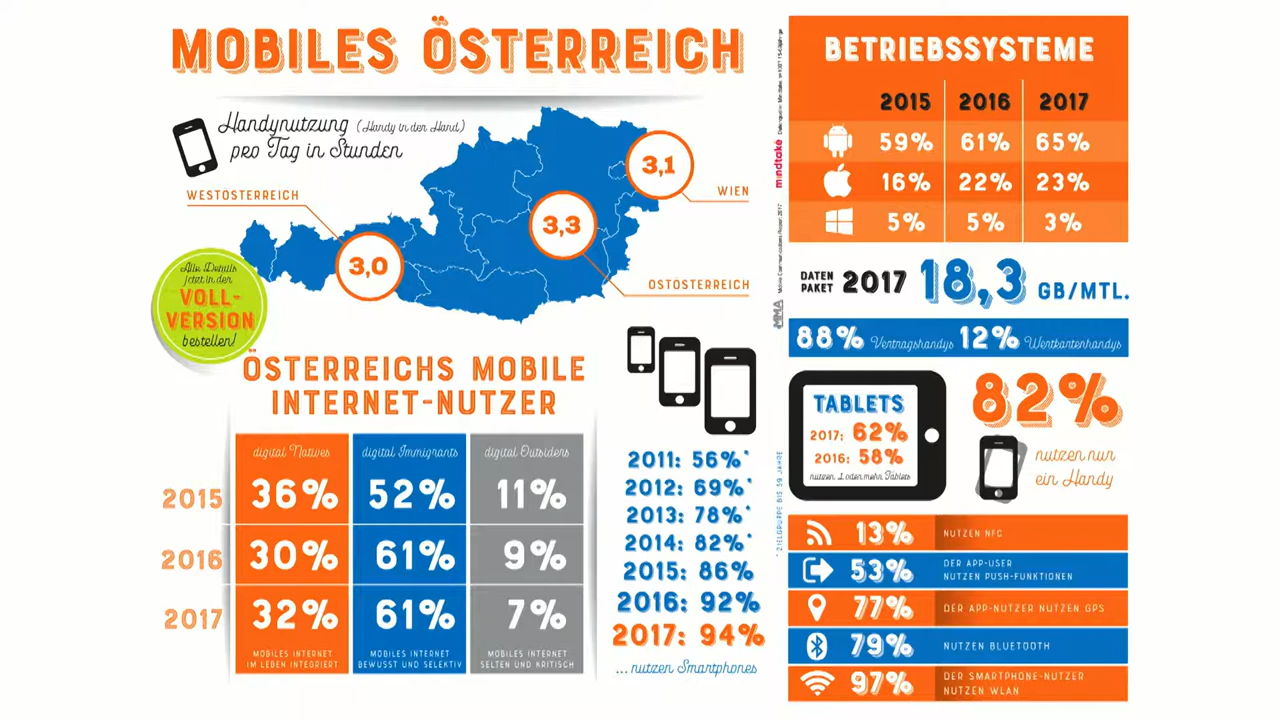 MOBILES ÖSTERREICH
Handynutzung (Handy in der Hand)
pro Tag in Stunden
WESTÖSTERREICH
3,0
3,3
3,1
WIEN
OSTÖSTERREICH
Alle Details
jetzt in der
VOLL-
VERSION
bestellen!
ÖSTERREICHS MOBILE
INTERNET-NUTZER
digital Natives digital Immigrants digital Outsiders
2015 36% 52% 11%
2016 30% 61% 9%
2017 32% 61% 7%
MOBILES INTERNET
IM LEBEN INTEGRIERT
MOBILES INTERNET
BEWUSST UND SELEKTIV
MOBILES INTERNET
SELTEN UND KRITISCH
2011: 56%*
2012: 69%*
2013: 78%*
2014: 82%*
2015: 86%
2016: 92%
2017: 94%
... nutzen Smartphones
* ZIELGRUPPE BIS 59 JAHRE
MMA Mobile Communications Report 2017
mindtake
BETRIEBSSYSTEME
2015 2016 2017
59% 61% 65%
16% 22% 23%
5% 5% 3%
DATEN
PAKET 2017 18,3 GB/MTL.
88% Vertragshandys 12% Wertkartenhandys
TABLETS
2017: 62%
2016: 58%
nutzen 1 oder mehr Tablets
82%
nutzen nur
ein Handy
13% NUTZEN NFC
53% DER APP-USER
NUTZEN PUSH-FUNKTIONEN
77% DER APP-NUTZER NUTZEN GPS
79% NUTZEN BLUETOOTH
97% DER SMARTPHONE-NUTZER
NUTZEN WLAN